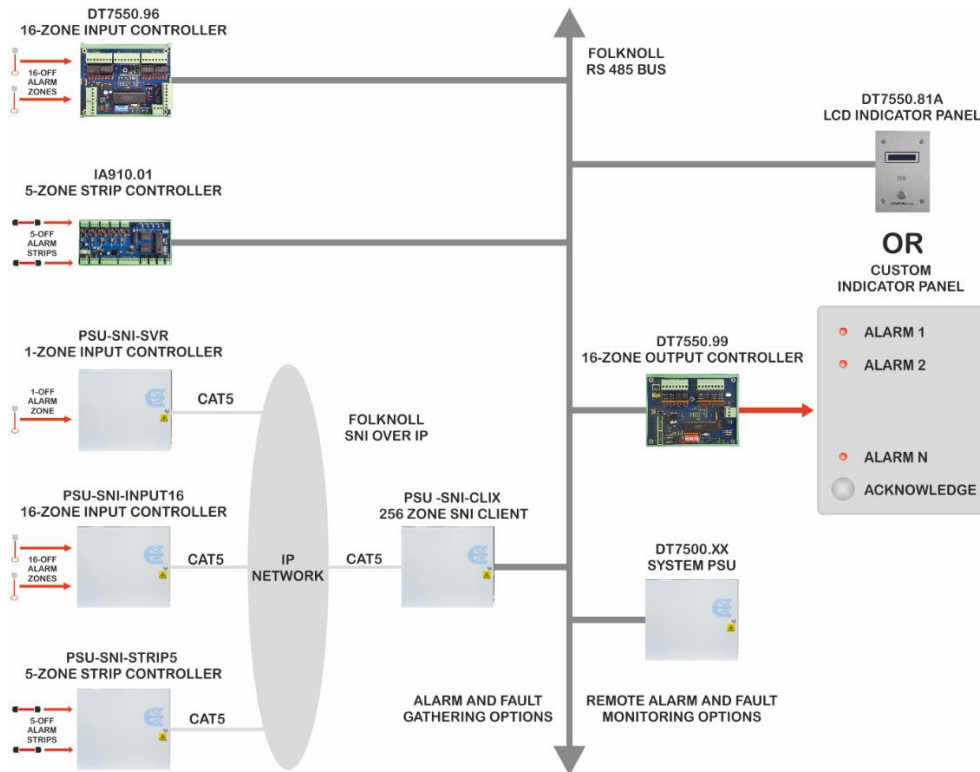 DT7550.96
16-ZONE INPUT CONTROLLER
16-OFF
ALARM
ZONES
FOLKNOLL
RS 485 BUS
DT7550.81A
LCD INDICATOR PANEL
IA910.01
5-ZONE STRIP CONTROLLER
5-OFF
ALARM
STRIPS
OR
CUSTOM
INDICATOR PANEL
ALARM 1
ALARM 2
ALARM N
ACKNOWLEDGE
DT7550.99
16-ZONE OUTPUT CONTROLLER
PSU-SNI-SVR
1-ZONE INPUT CONTROLLER
1-OFF
ALARM
ZONE
CAT5
FOLKNOLL
SNI OVER IP
PSU-SNI-INPUT16
16-ZONE INPUT CONTROLLER
16-OFF
ALARM
ZONES
CAT5
IP
NETWORK
CAT5
PSU -SNI-CLIX
256 ZONE SNI CLIENT
DT7500.XX
SYSTEM PSU
PSU-SNI-STRIP5
5-ZONE STRIP CONTROLLER
5-OFF
ALARM
STRIPS
CAT5
ALARM AND FAULT
GATHERING OPTIONS
REMOTE ALARM AND FAULT
MONITORING OPTIONS